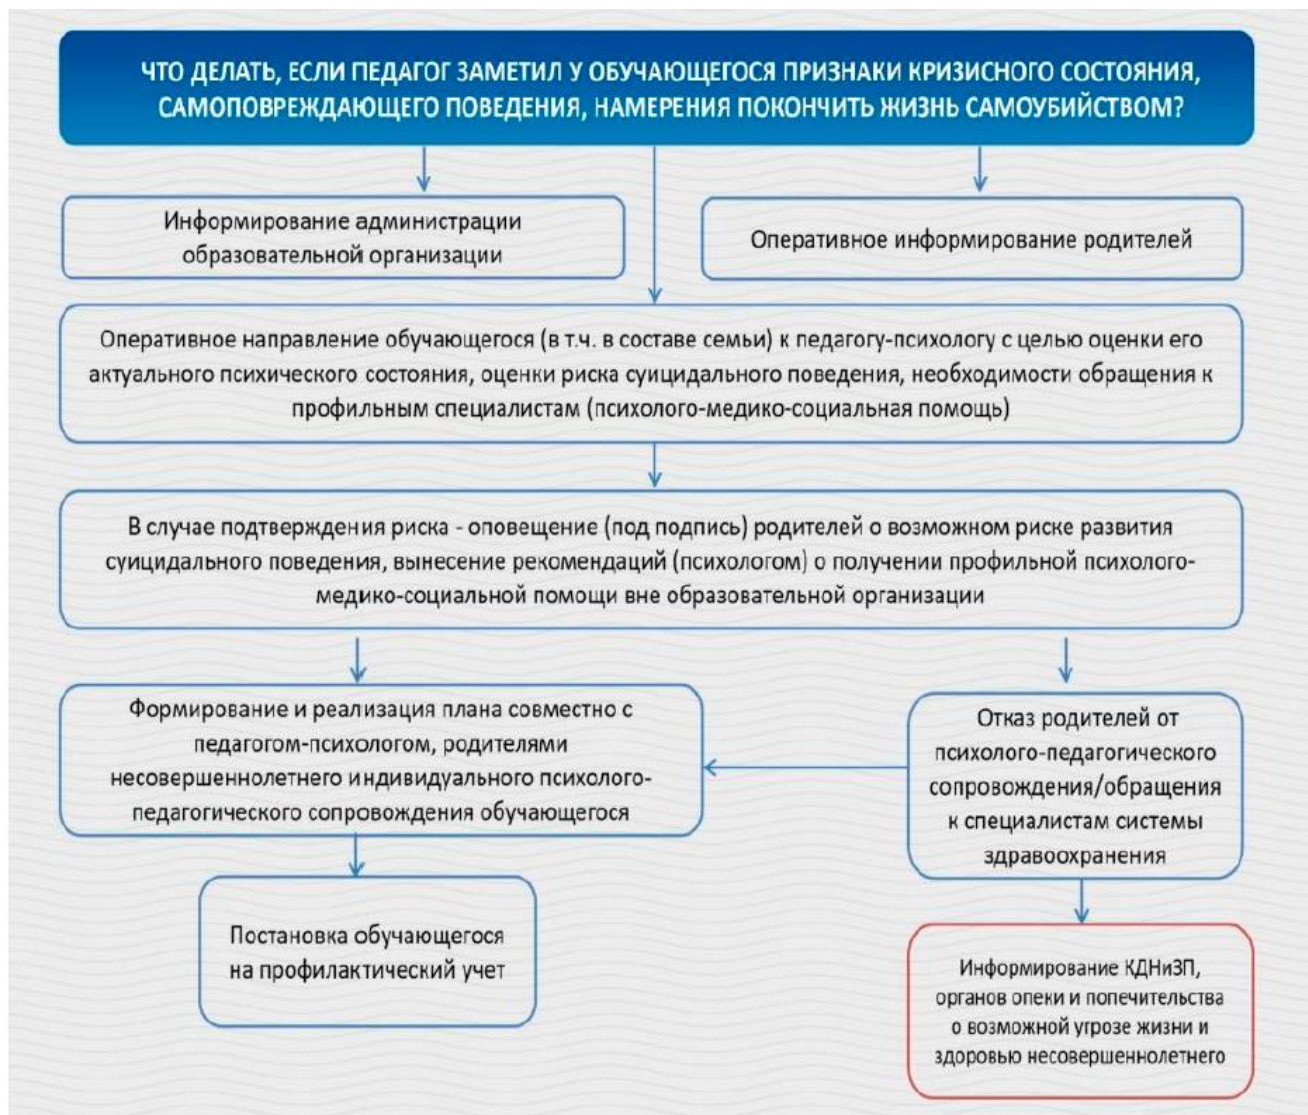 ЧТО ДЕЛАТЬ, ЕСЛИ ПЕДАГОГ ЗАМЕТИЛ У ОБУЧАЮЩЕГОСЯ ПРИЗНАКИ КРИЗИСНОГО СОСТОЯНИЯ,
САМОПОВРЕЖДАЮЩЕГО ПОВЕДЕНИЯ, НАМЕРЕНИЯ ПОКОНЧИТЬ ЖИЗНЬ САМОУБИЙСТВОМ?
Информирование администрации
образовательной организации
Оперативное информирование родителей
Оперативное направление обучающегося (в т.ч. в составе семьи) к педагогу-психологу с целью оценки его
актуального психического состояния, оценки риска суицидального поведения, необходимости обращения к
профильным специалистам (психолого-медико-социальная помощь)
В случае подтверждения риска - оповещение (под подпись) родителей о возможном риске развития
суицидального поведения, вынесение рекомендаций (психологом) о получении профильной психолого-
медико-социальной помощи вне образовательной организации
Формирование и реализация плана совместно с
педагогом-психологом, родителями
несовершеннолетнего индивидуального психолого-
педагогического сопровождения обучающегося
Отказ родителей от
психолого-педагогического
сопровождения/обращения
к специалистам системы
здравоохранения
Постановка обучающегося
на профилактический учет
Информирование КДНиЗП,
органов опеки и попечительства
о возможной угрозе жизни и
здоровью несовершеннолетнего